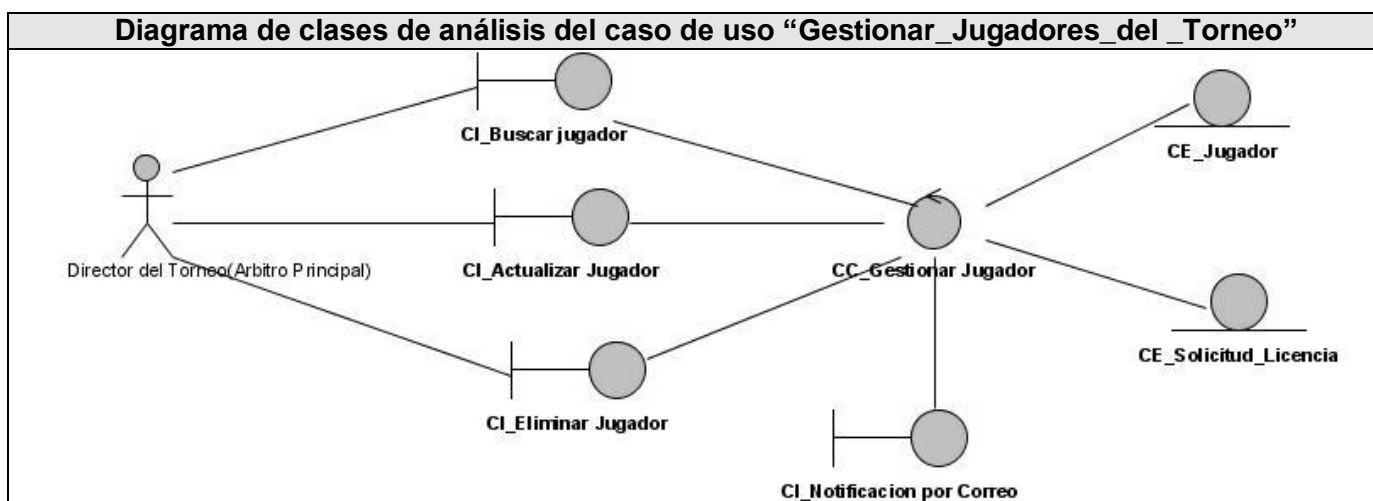 Diagrama de clases de análisis del caso de uso “Gestionar_Jugadores_del _Torneo”
CI_Buscar jugador
CE_Jugador
Director del Torneo(Arbitro Principal)
CI_Actualizar Jugador
CC_Gestionar Jugador
CE_Solicitud_Licencia
CI_Eliminar Jugador
CI_Notificacion por Correo